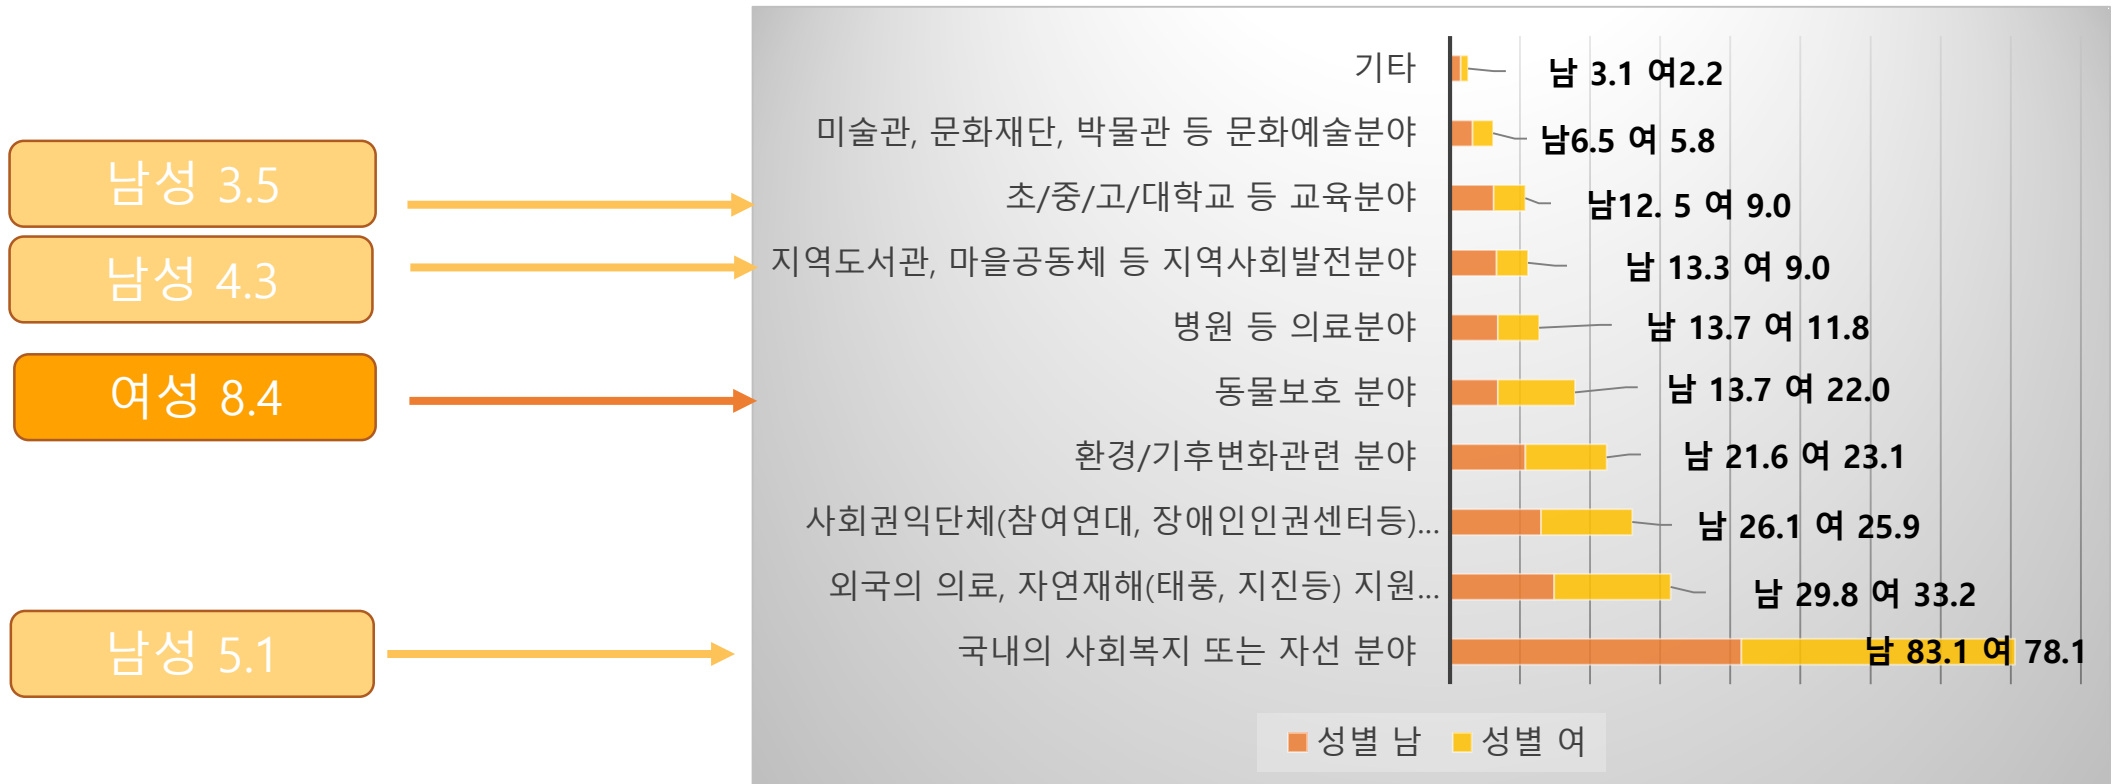 남성 3.5
남성 4.3
여성 8.4
남성 5.1
기타 남 3.1 여2.2
미술관, 문화재단, 박물관 등 문화예술분야 남6.5 여 5.8
초/중/고/대학교 등 교육분야 남12. 5 여 9.0
지역도서관, 마을공동체 등 지역사회발전분야 남 13.3 여 9.0
병원 등 의료분야 남 13.7 여 11.8
동물보호 분야 남 13.7 여 22.0
환경/기후변화관련 분야 남 21.6 여 23.1
사회권익단체(참여연대, 장애인인권센터등)... 남 26.1 여 25.9
외국의 의료, 자연재해(태풍, 지진등) 지원... 남 29.8 여 33.2
국내의 사회복지 또는 자선 분야 남 83.1 여 78.1
성별 남 성별 여